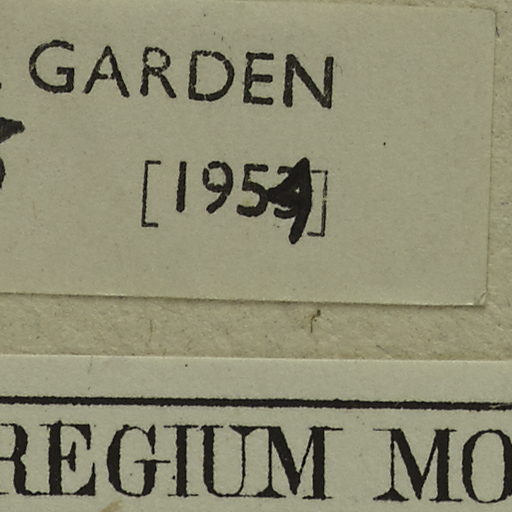 GARDEN
[1954]
REGIUM MO